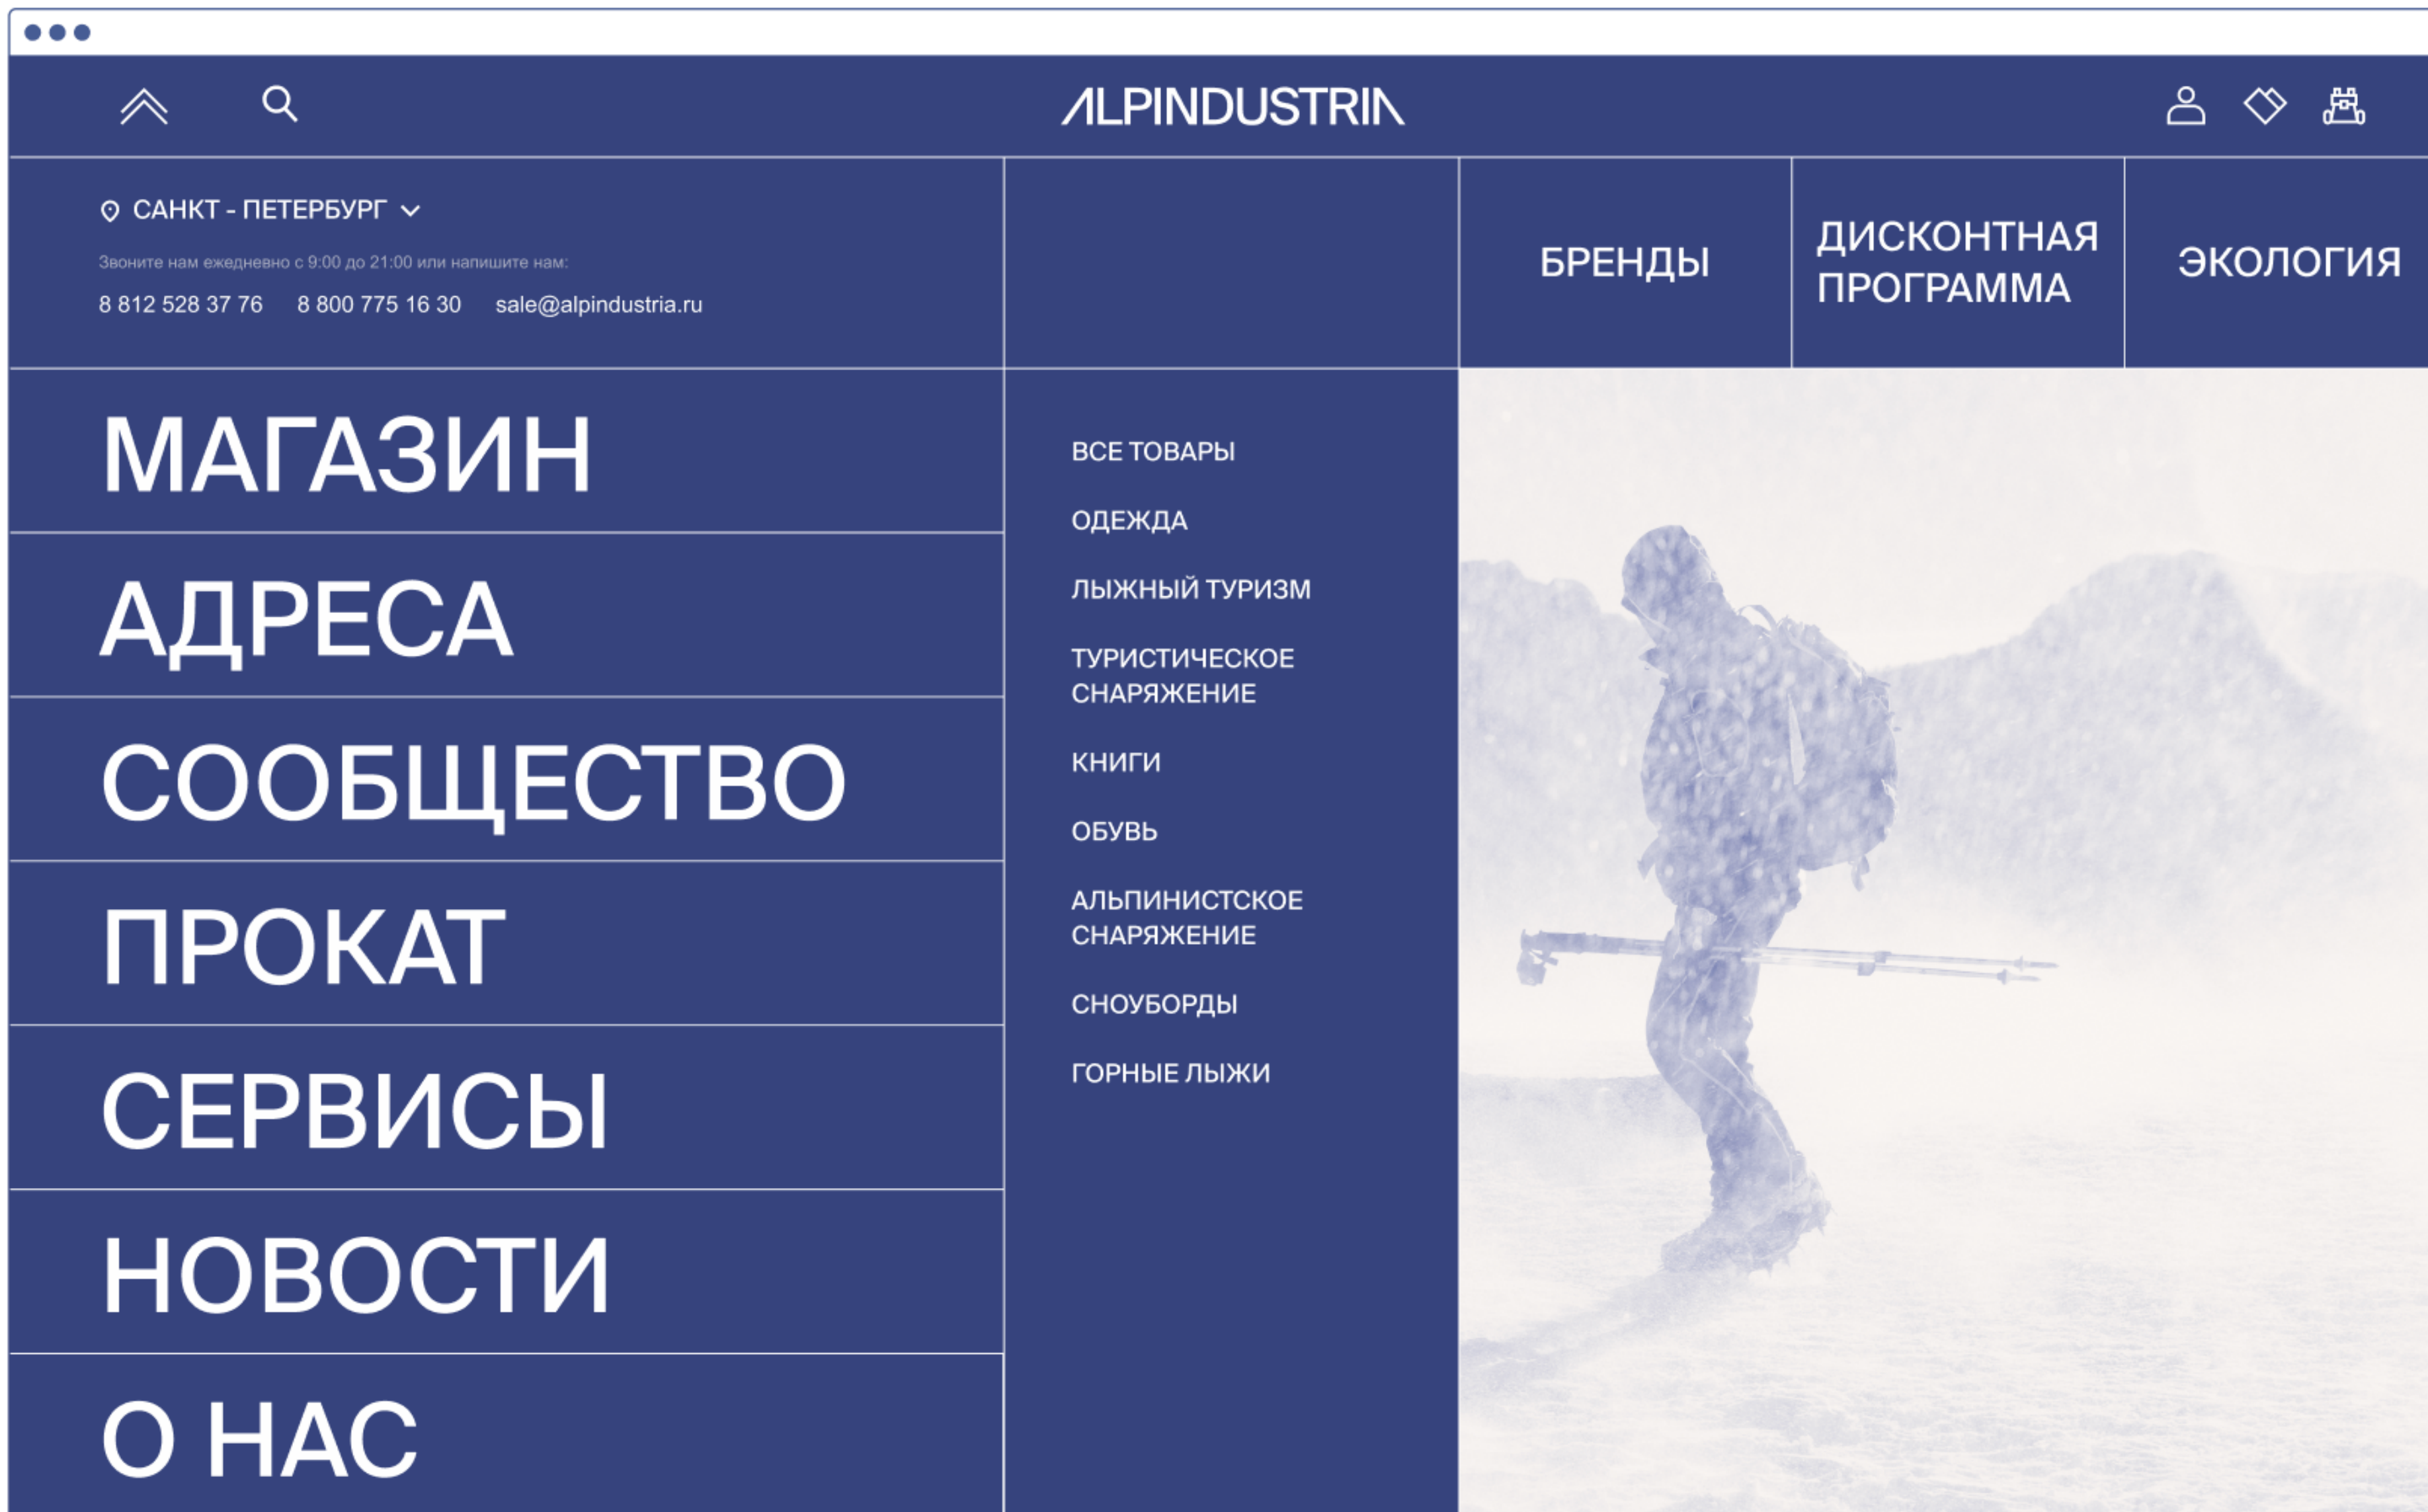 ALPINDUSTRIA
САНКТ - ПЕТЕРБУРГ
Звоните нам ежедневно с 9:00 до 21:00 или напишите нам:
8 812 528 37 76 8 800 775 16 30 sale@alpindustria.ru
БРЕНДЫ
ДИСКОНТНАЯ
ПРОГРАММА
ЭКОЛОГИЯ
МАГАЗИН
АДРЕСА
СООБЩЕСТВО
ПРОКАТ
СЕРВИСЫ
НОВОСТИ
О НАС
ВСЕ ТОВАРЫ
ОДЕЖДА
ЛЫЖНЫЙ ТУРИЗМ
ТУРИСТИЧЕСКОЕ
СНАРЯЖЕНИЕ
КНИГИ
ОБУВЬ
АЛЬПИНИСТСКОЕ
СНАРЯЖЕНИЕ
СНОУБОРДЫ
ГОРНЫЕ ЛЫЖИ